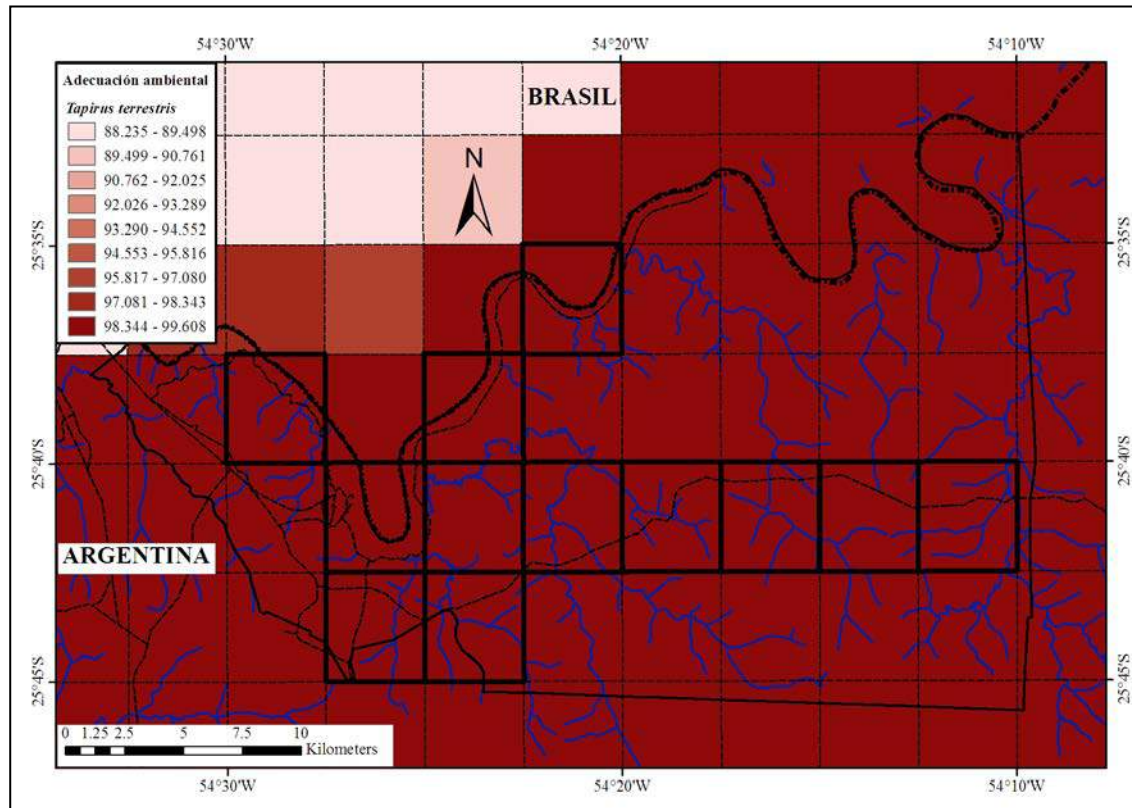 54°30'W 54°20'W 54°10'W
Adecuación ambiental
Tapirus terrestris
88.235 - 89.498
89.499 - 90.761
90.762 - 92.025
92.026 - 93.289
93.290 - 94.552
94.553 - 95.816
95.817 - 97.080
97.081 - 98.343
98.344 - 99.608
BRASIL
N
25°35'S 25°35'S
25°40'S 25°40'S
ARGENTINA
25°45'S 25°45'S
0 1.25 2.5 5 7.5 10
Kilometers
54°30'W 54°20'W 54°10'W